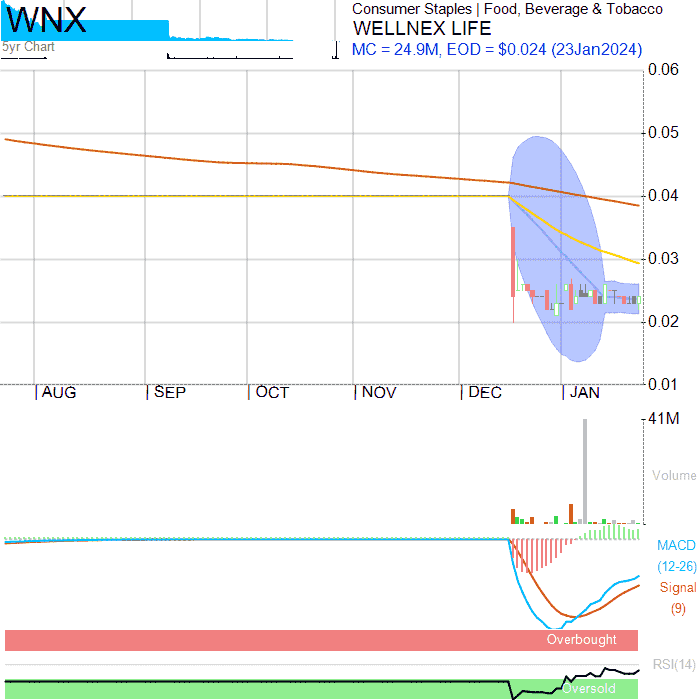 WNX
5yr Chart
Consumer Staples | Food, Beverage & Tobacco
WELLNEX LIFE
MC = 24.9M, EOD = $0.024 (23Jan2024)
0.06
0.05
0.04
0.03
0.02
0.01
AUG SEP OCT NOV DEC JAN
41M
Volume
MACD
(12-26)
Signal
(9)
Overbought
RSI(14)
Oversold